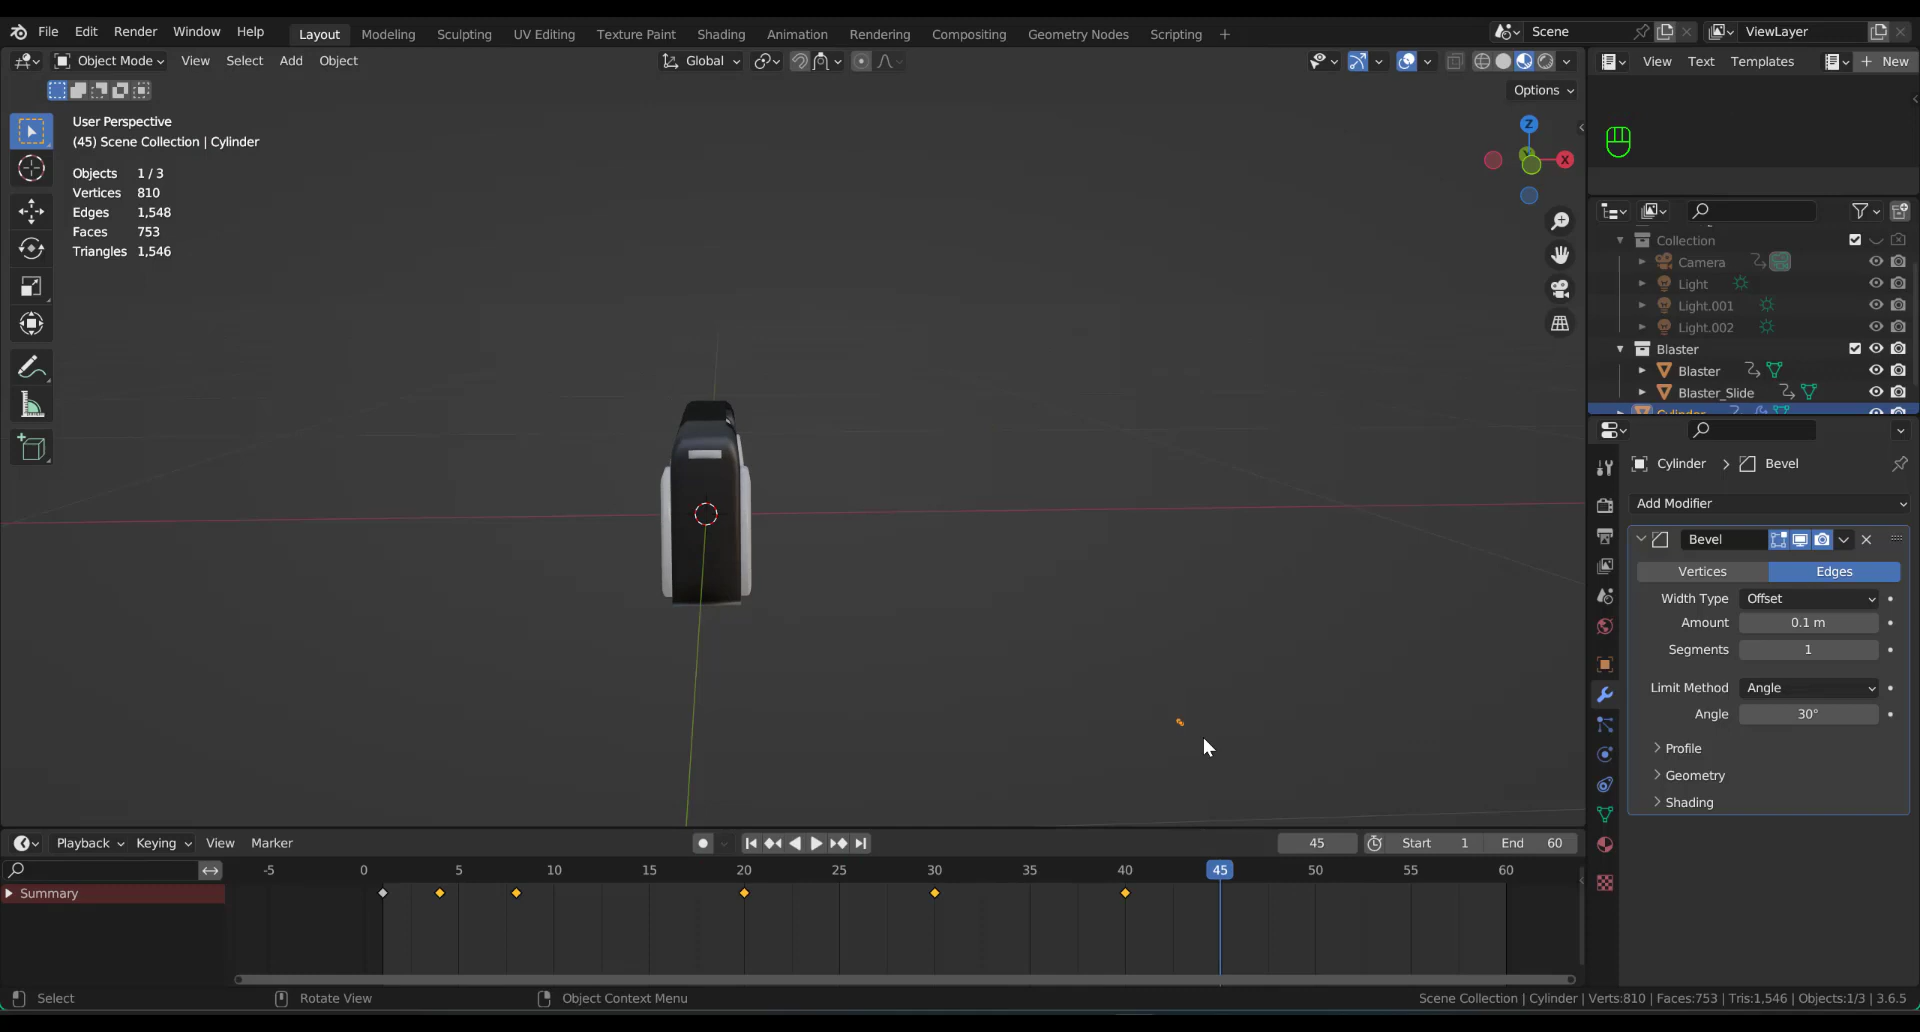 File Edit Render Window Help Layout Modeling Sculpting UV Editing Texture Paint Shading Animation Rendering Compositing Geometry Nodes Scripting Scene ViewLayer
Object Mode View Select Add Object Global View Text Templates New
Options
User Perspective
(45) Scene Collection | Cylinder
Objects 1 / 3
Vertices 810
Edges 1,548
Faces 753
Triangles 1,546
Z
X
Collection
Camera
Light
Light.001
Light.002
Blaster
Blaster
Blaster_Slide
Cylinder
Cylinder Bevel
Add Modifier
Bevel
Vertices Edges
Width Type Offset
Amount 0.1 m
Segments 1
Limit Method Angle
Angle 30°
Profile
Geometry
Shading
Playback Keying View Marker 45 Start 1 End 60
-5 0 5 10 15 20 25 30 35 40 45 50 55 60
Summary
Select Rotate View Object Context Menu Scene Collection | Cylinder | Verts:810 | Faces:753 | Tris:1,546 | Objects:1/3 | 3.6.5